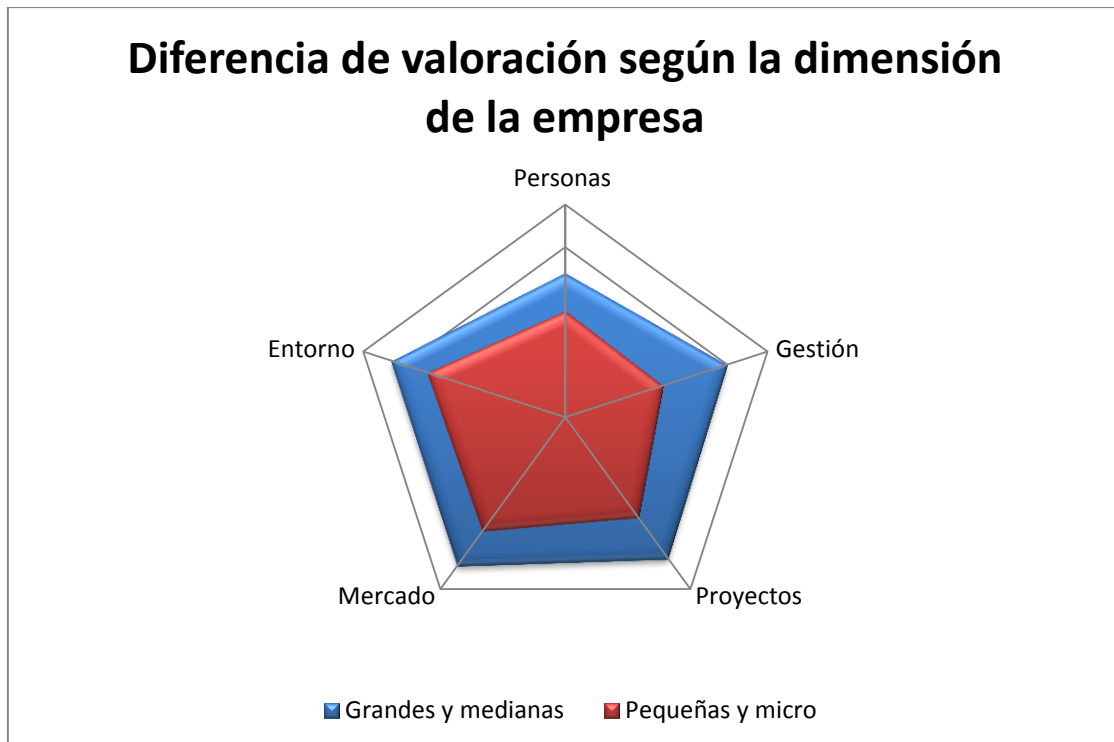 Diferencia de valoración según la dimensión
de la empresa
Personas
Entorno
Gestión
Mercado
Proyectos
Grandes y medianas
Pequeñas y micro